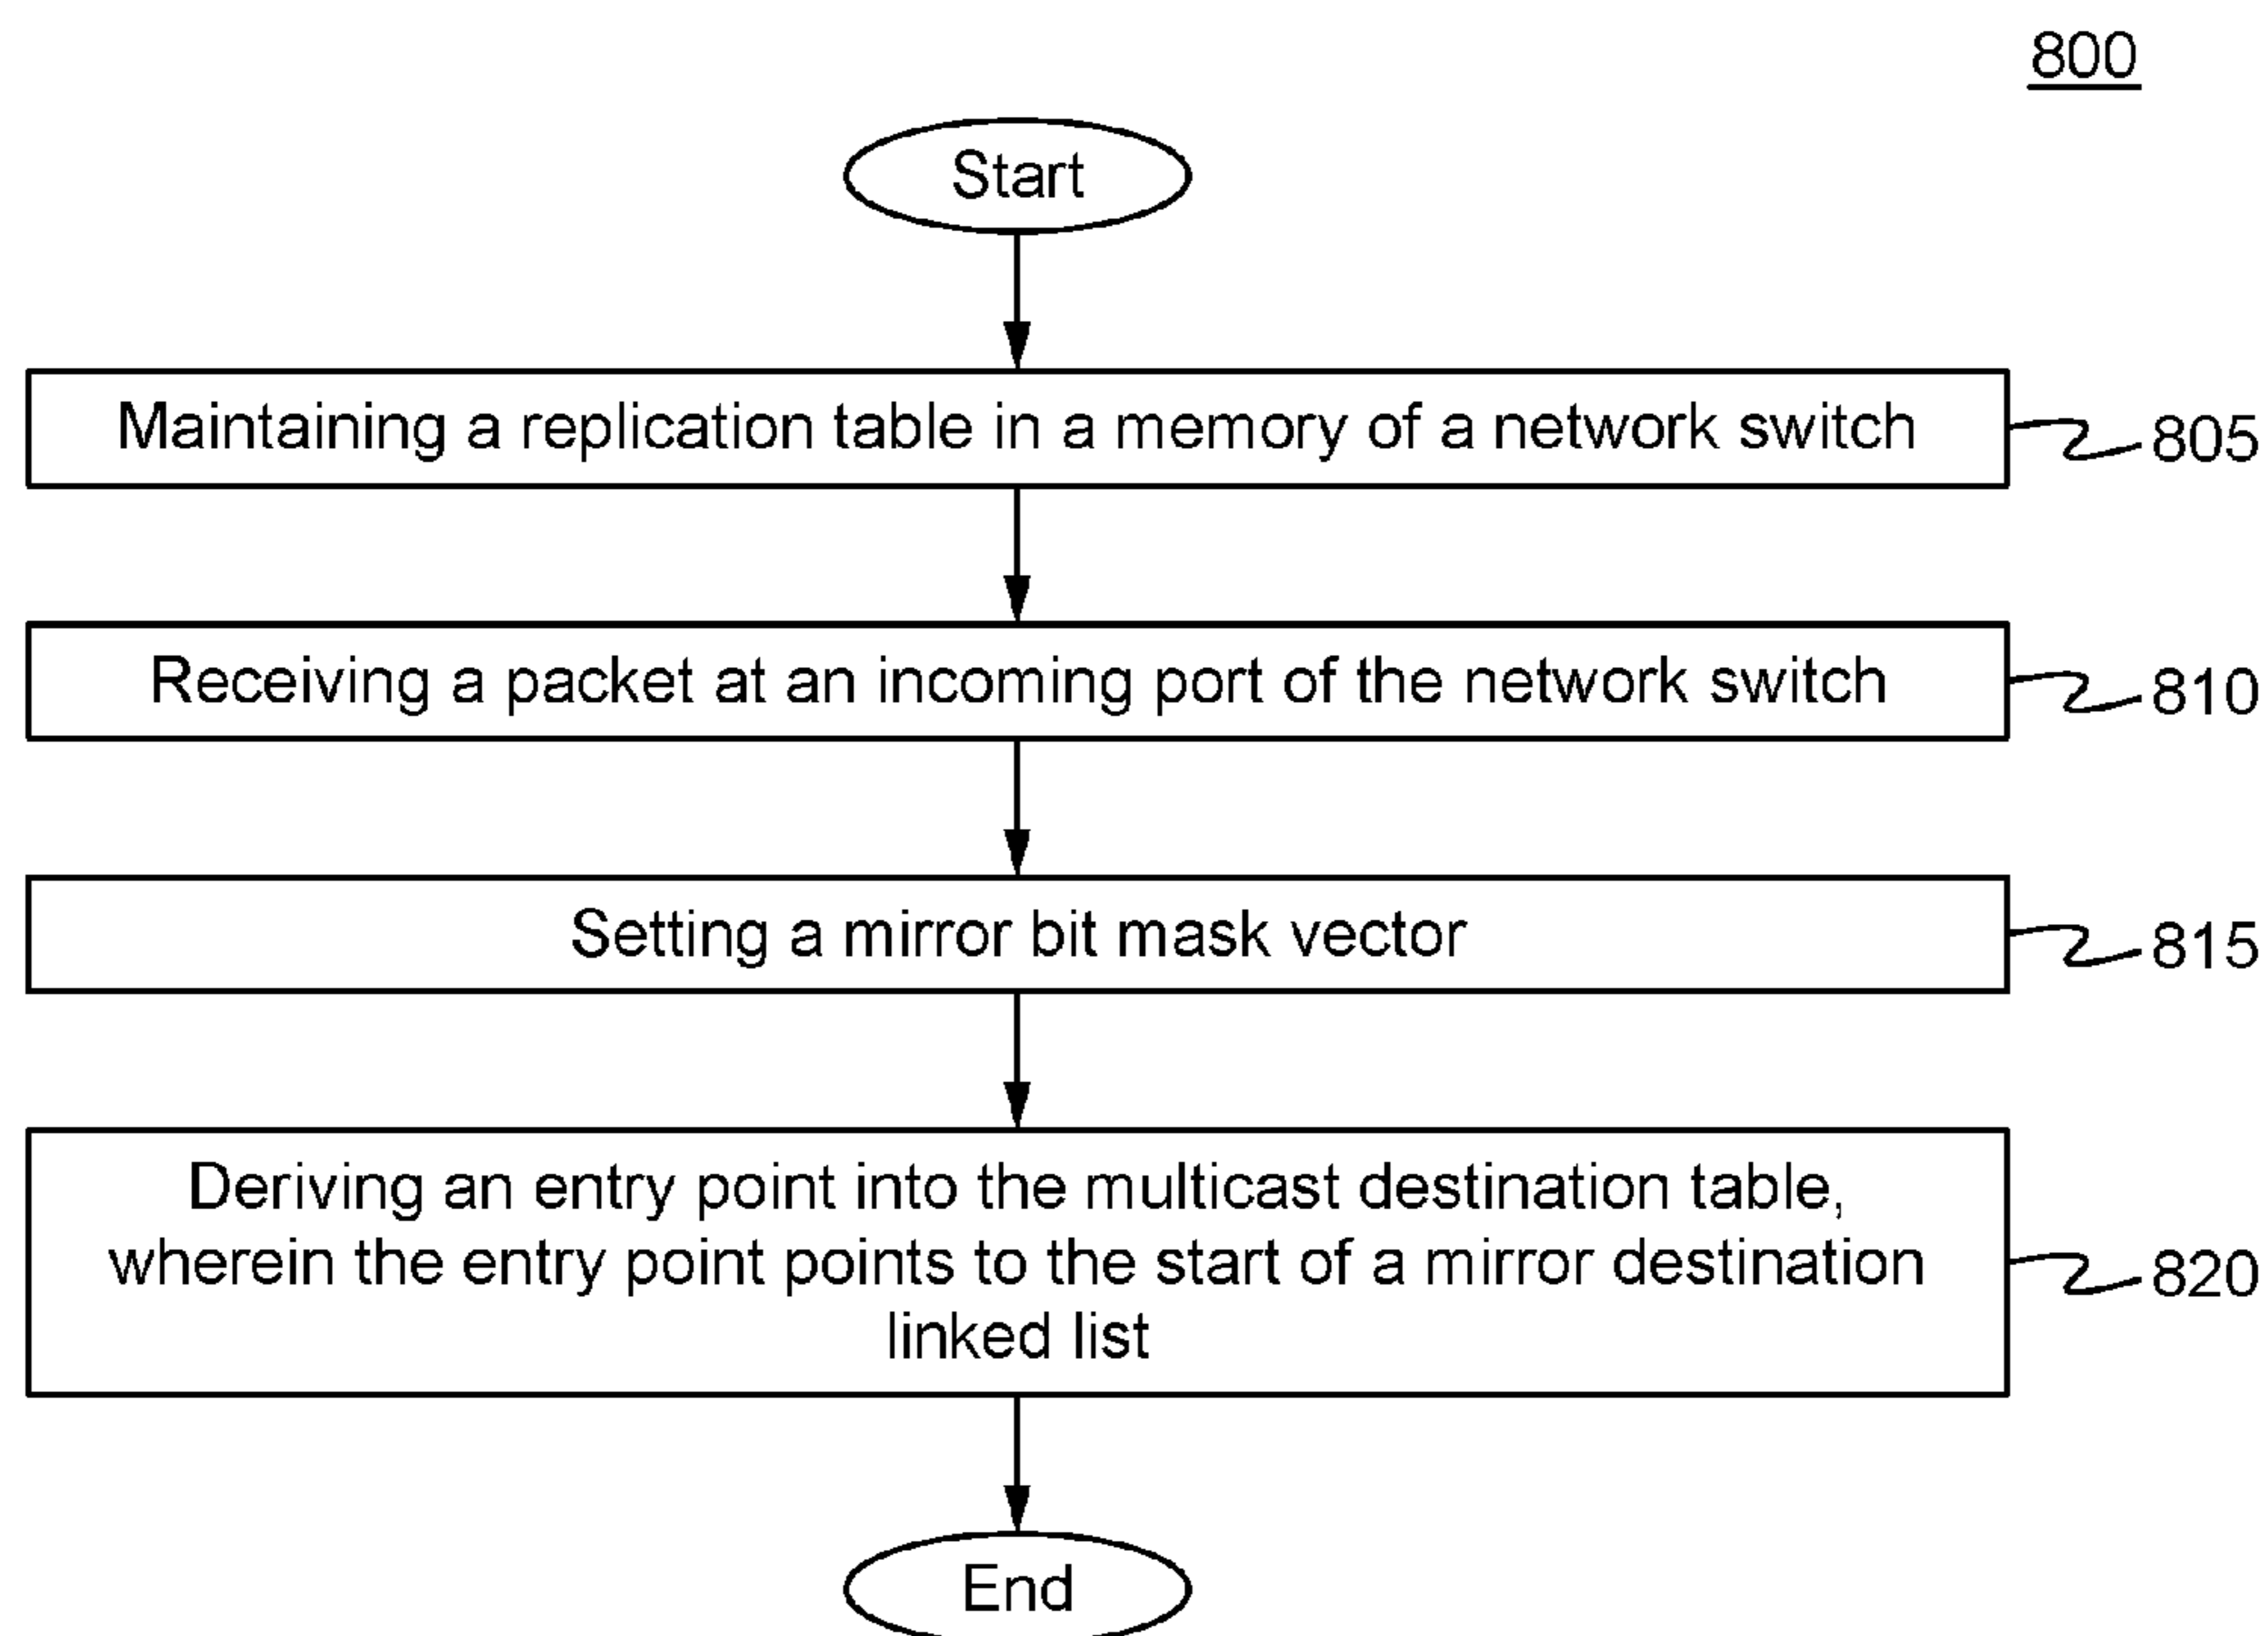 800
Start
Maintaining a replication table in a memory of a network switch
805
Receiving a packet at an incoming port of the network switch
810
Setting a mirror bit mask vector
815
Deriving an entry point into the multicast destination table,
wherein the entry point points to the start of a mirror destination
linked list
820
End